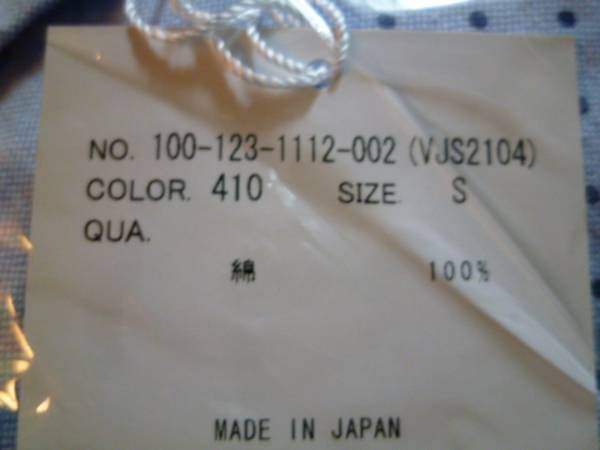 NO. 100-123-1112-002 (VJS2104)
COLOR. 410 SIZE. S
QUA.
綿 100%
MADE IN JAPAN